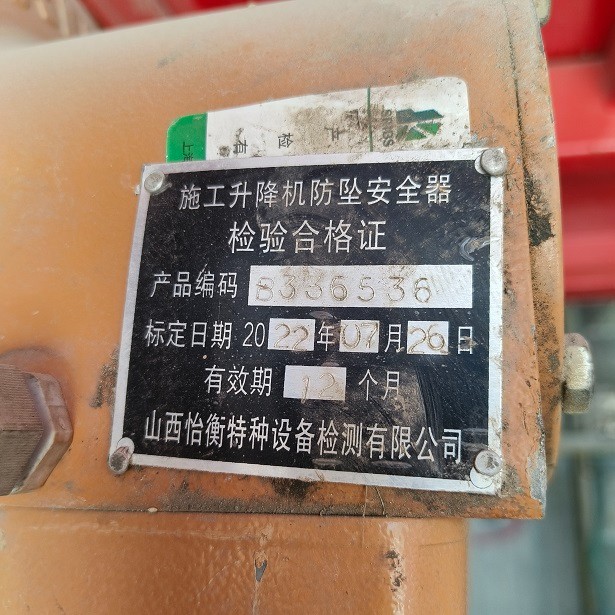 施工升降机防坠安全器
检验合格证
产品编码 B336536
标定日期 2022年07月26日
有效期 12个月
山西怡衡特种设备检测有限公司